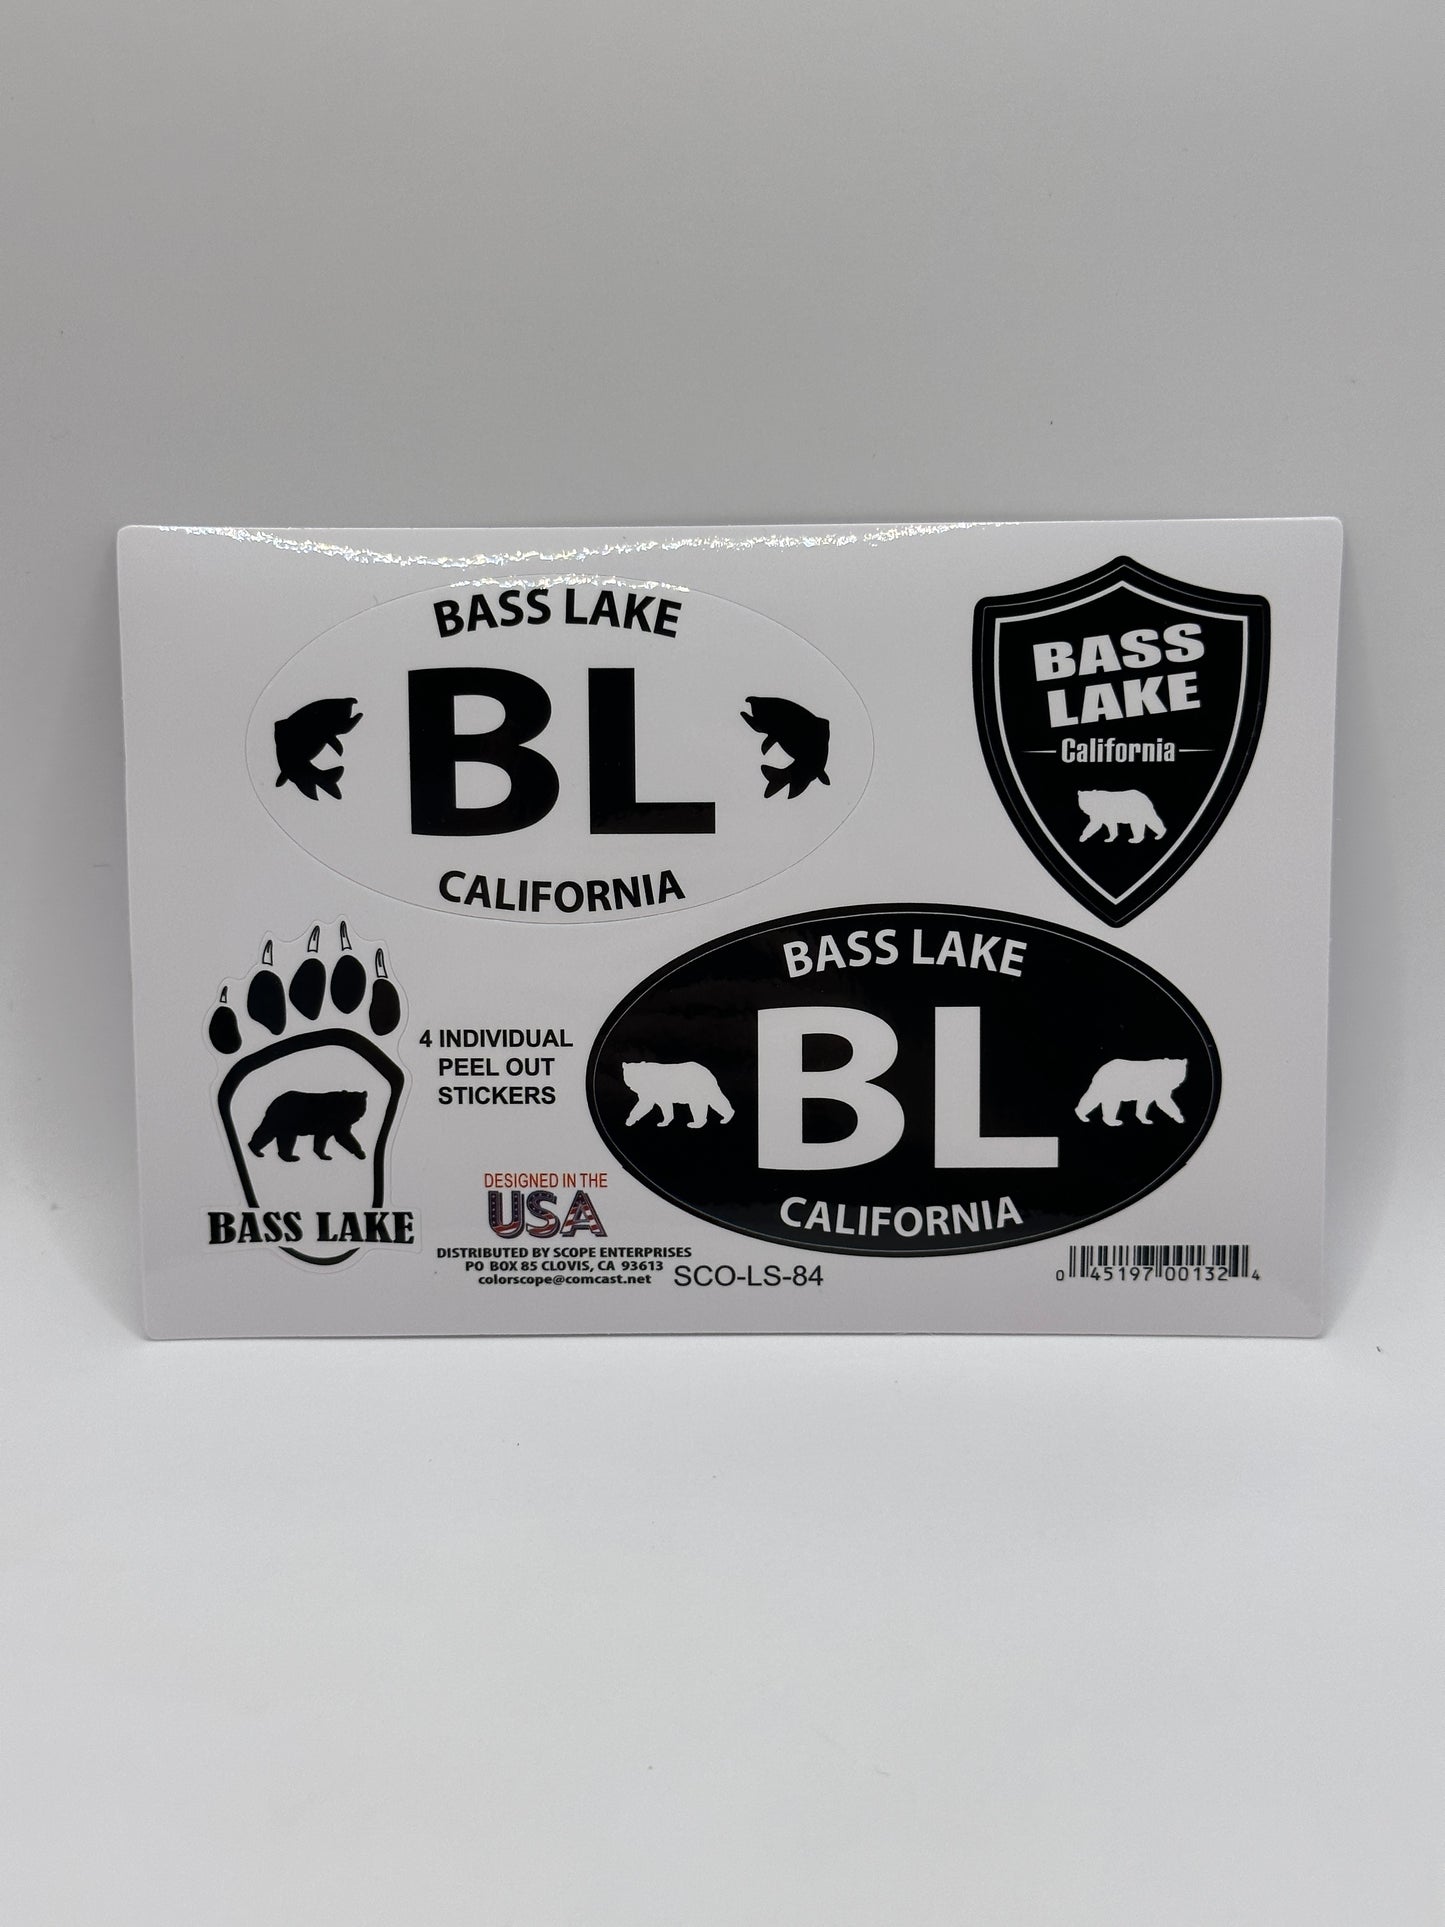 BASS LAKE
BL
CALIFORNIA
BASS
LAKE
California
BASS LAKE
4 INDIVIDUAL
PEEL OUT
STICKERS
BASS LAKE
BL
CALIFORNIA
DESIGNED IN THE
USA
DISTRIBUTED BY SCOPE ENTERPRISES
PO BOX 85 CLOVIS, CA 93613
colorscope@comcast.net
SCO-LS-84
0 45197 00132 4